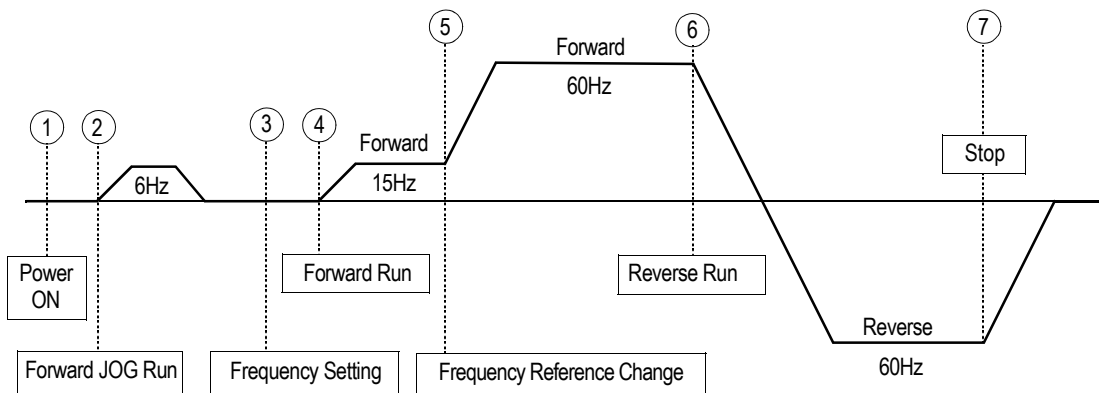 5
6
7
Forward
60Hz
1
2
3
4
Forward
15Hz
6Hz
Stop
Power
ON
Forward Run
Reverse Run
Reverse
60Hz
Forward JOG Run
Frequency Setting
Frequency Reference Change